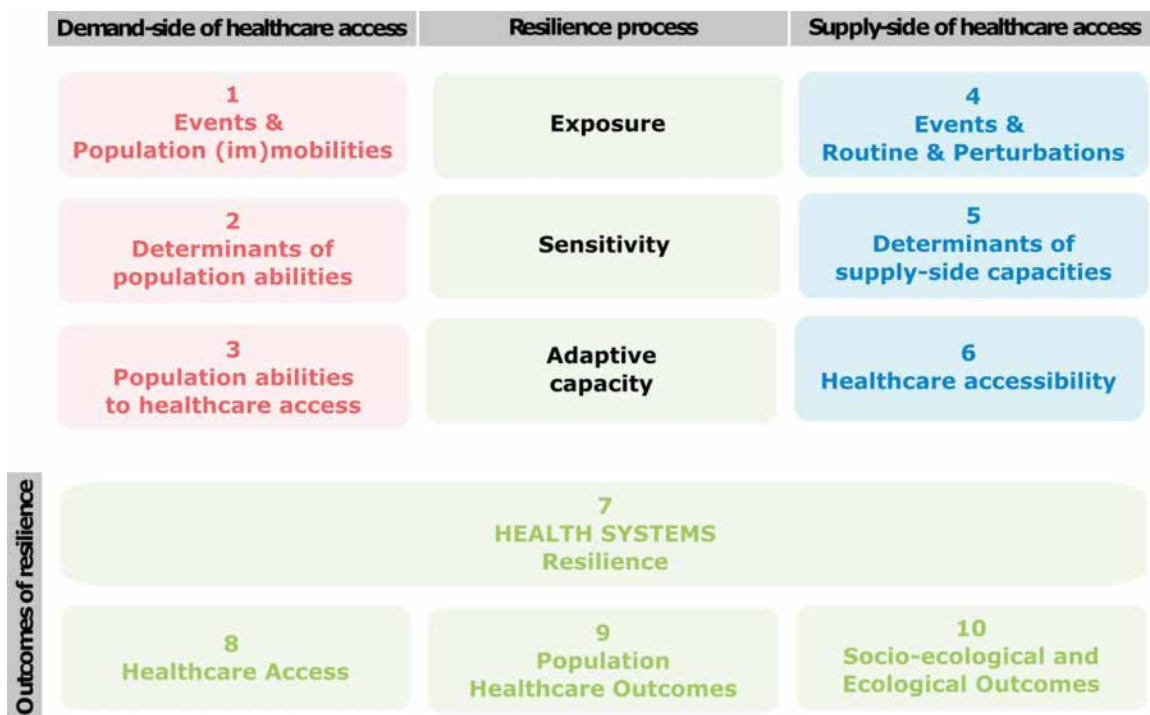 Demand-side of healthcare access
Resilience process
Supply-side of healthcare access
1
Events &
Population (im)mobilities
Exposure
4
Events &
Routine & Perturbations
2
Determinants of
population abilities
Sensitivity
5
Determinants of
supply-side capacities
3
Population abilities
to healthcare access
Adaptive
capacity
6
Healthcare accessibility
Outcomes of resilience
7
HEALTH SYSTEMS
Resilience
8
Healthcare Access
9
Population
Healthcare Outcomes
10
Socio-ecological and
Ecological Outcomes